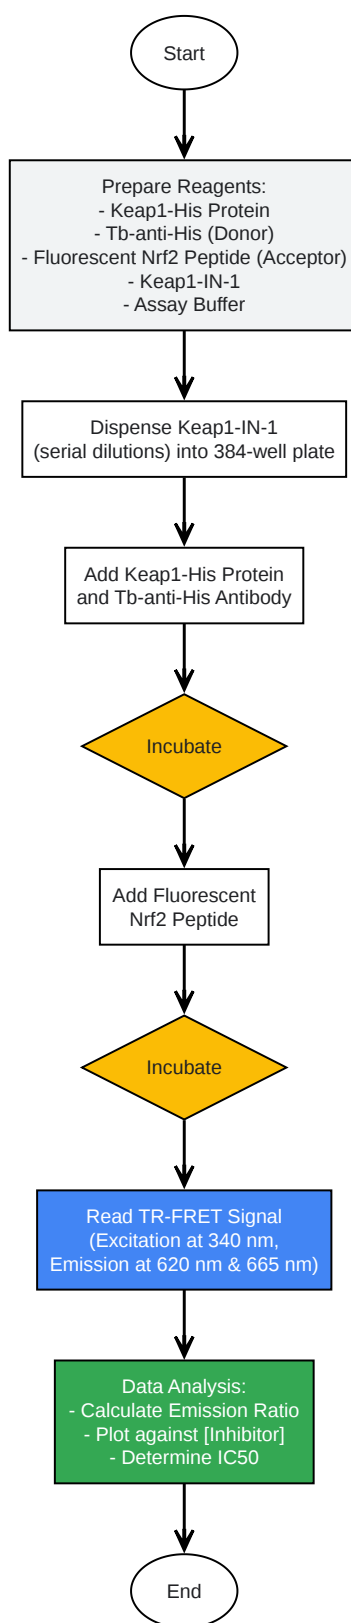 Start
Prepare Reagents:
- Keap1-His Protein
- Tb-anti-His (Donor)
- Fluorescent Nrf2 Peptide (Acceptor)
- Keap1-IN-1
- Assay Buffer
Dispense Keap1-IN-1
(serial dilutions) into 384-well plate
Add Keap1-His Protein
and Tb-anti-His Antibody
Incubate
Add Fluorescent
Nrf2 Peptide
Incubate
Read TR-FRET Signal
(Excitation at 340 nm,
Emission at 620 nm & 665 nm)
Data Analysis:
- Calculate Emission Ratio
- Plot against [Inhibitor]
- Determine IC50
End